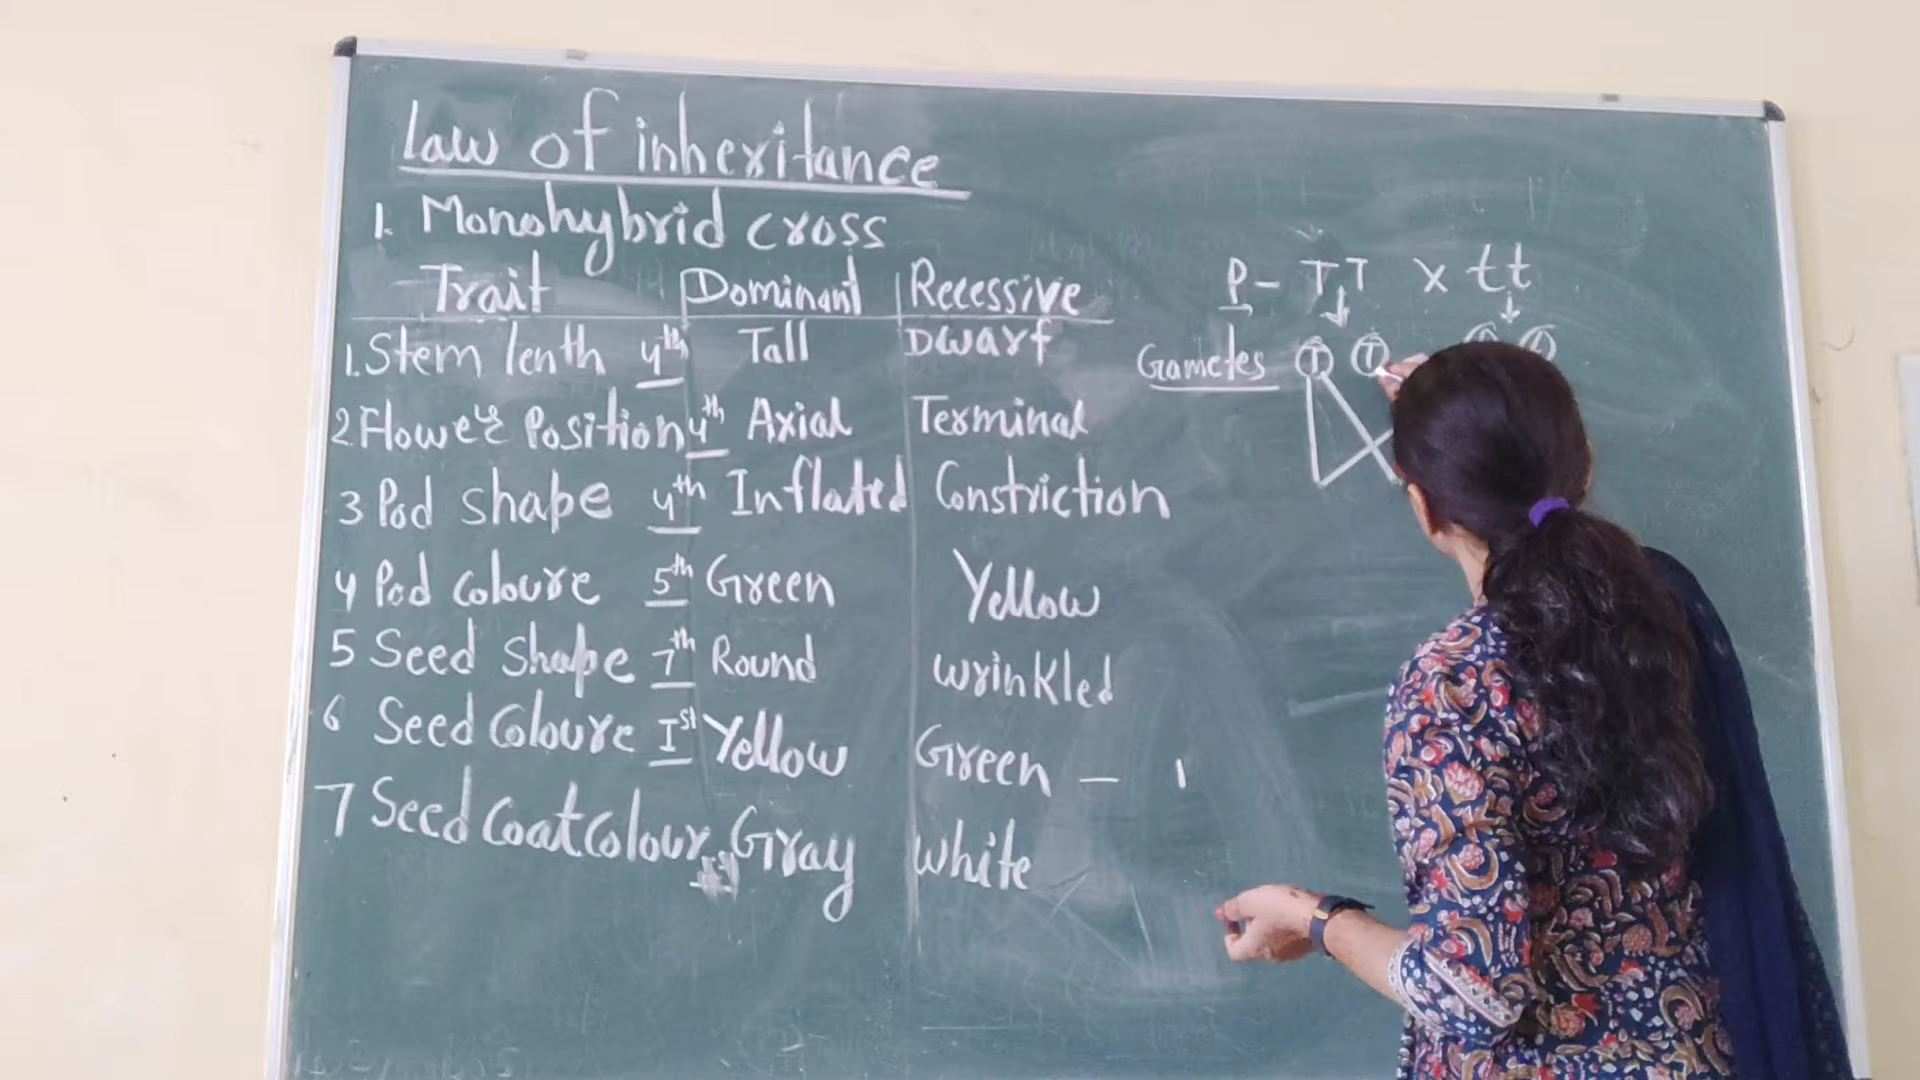 Law of inheritance
1. Monohybrid cross
Trait Dominant Recessive
1. Stem lenth 4th Tall Dwarf
2 Flower Position 4th Axial Terminal
3 Pod shape 4th Inflated Constriction
4 Pod coloure 5th Green Yellow
5 Seed shape 7th Round wrinkled
6 Seed Coloure Ist Yellow Green — 1
7 Seed Coat Colour Gray white
P - TT x tt
Gametes T T